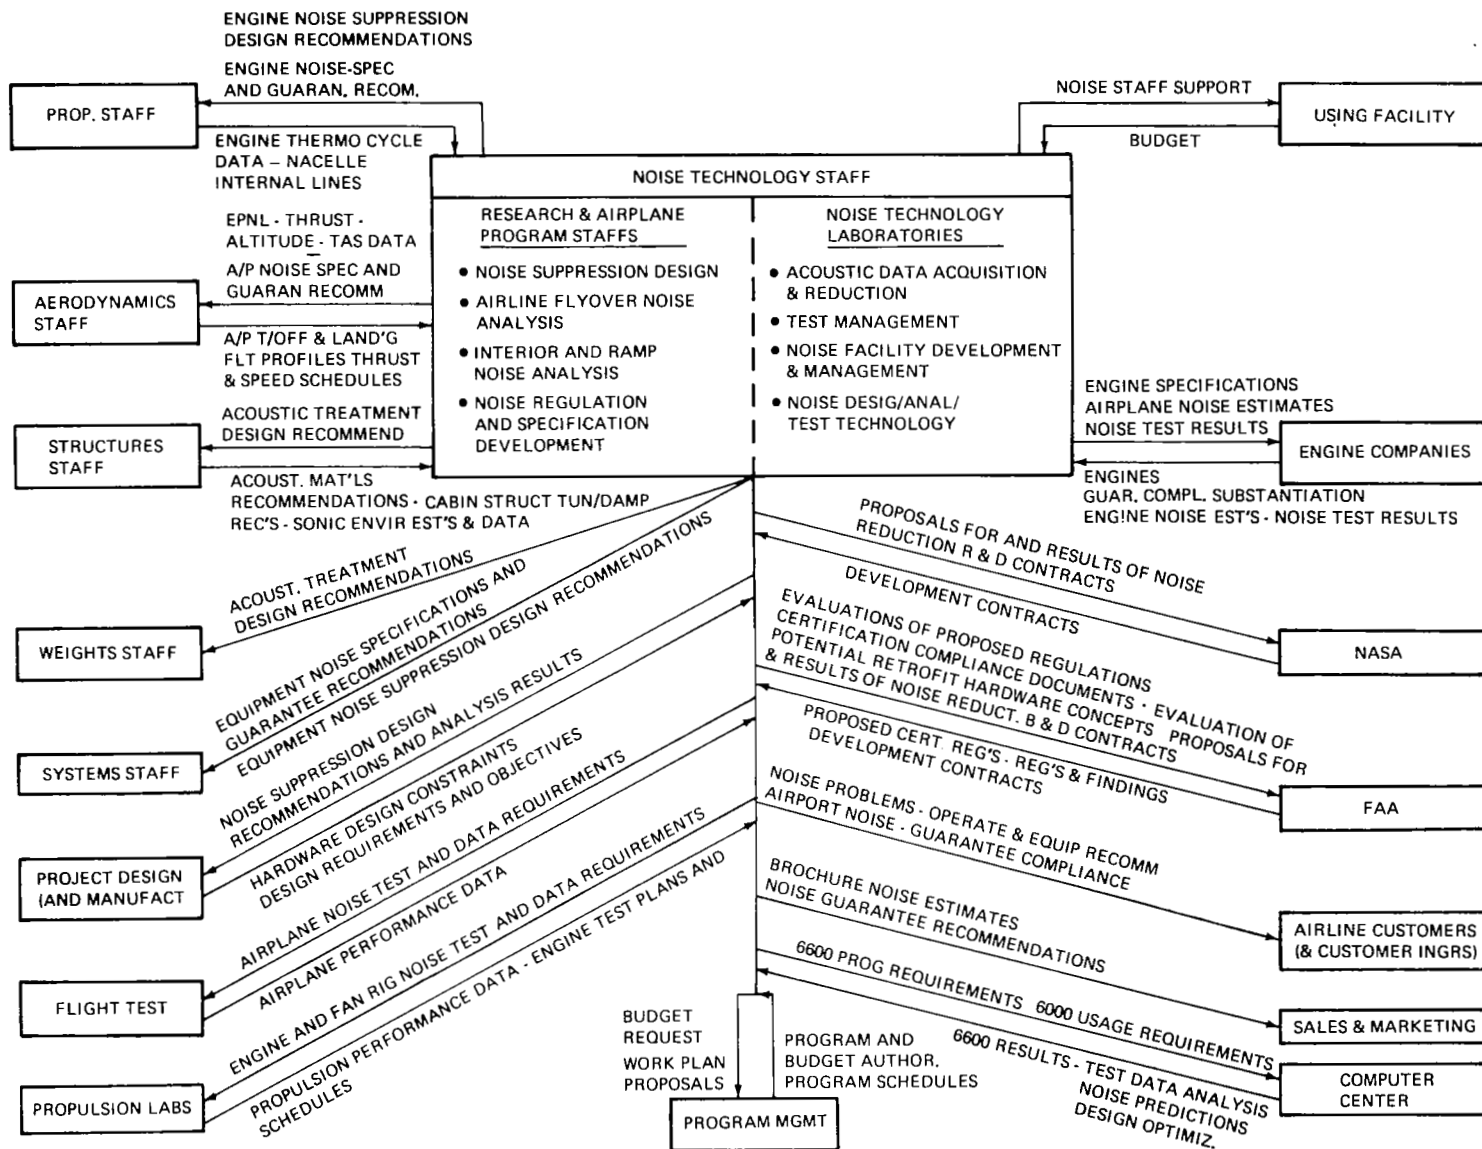 ENGINE NOISE SUPPRESSION
DESIGN RECOMMENDATIONS
ENGINE NOISE-SPEC
AND GUARAN. RECOM.
PROP. STAFF
ENGINE THERMO CYCLE
DATA – NACELLE
INTERNAL LINES
NOISE STAFF SUPPORT
USING FACILITY
BUDGET
NOISE TECHNOLOGY STAFF
RESEARCH & AIRPLANE
PROGRAM STAFFS
● NOISE SUPPRESSION DESIGN
● AIRLINE FLYOVER NOISE
ANALYSIS
● INTERIOR AND RAMP
NOISE ANALYSIS
● NOISE REGULATION
AND SPECIFICATION
DEVELOPMENT
NOISE TECHNOLOGY
LABORATORIES
● ACOUSTIC DATA ACQUISITION
& REDUCTION
● TEST MANAGEMENT
● NOISE FACILITY DEVELOPMENT
& MANAGEMENT
● NOISE DESIG/ANAL/
TEST TECHNOLOGY
EPNL - THRUST -
ALTITUDE - TAS DATA
A/P NOISE SPEC AND
GUARAN RECOMM
AERODYNAMICS
STAFF
A/P T/OFF & LAND'G
FLT PROFILES THRUST
& SPEED SCHEDULES
ACOUSTIC TREATMENT
DESIGN RECOMMEND
STRUCTURES
STAFF
ACOUST. MAT'LS
RECOMMENDATIONS - CABIN STRUCT TUN/DAMP
REC'S - SONIC ENVIR EST'S & DATA
ENGINE SPECIFICATIONS
AIRPLANE NOISE ESTIMATES
NOISE TEST RESULTS
ENGINE COMPANIES
ENGINES
GUAR. COMPL. SUBSTANTIATION
ENGINE NOISE EST'S - NOISE TEST RESULTS
ACOUST. TREATMENT
DESIGN RECOMMENDATIONS
WEIGHTS STAFF
EQUIPMENT NOISE SPECIFICATIONS AND
GUARANTEE RECOMMENDATIONS
EQUIPMENT NOISE SUPPRESSION DESIGN RECOMMENDATIONS
SYSTEMS STAFF
NOISE SUPPRESSION DESIGN
RECOMMENDATIONS AND ANALYSIS RESULTS
PROJECT DESIGN
(AND MANUFACT
HARDWARE DESIGN CONSTRAINTS
DESIGN REQUIREMENTS AND OBJECTIVES
AIRPLANE NOISE TEST AND DATA REQUIREMENTS
FLIGHT TEST
AIRPLANE PERFORMANCE DATA
ENGINE AND FAN RIG NOISE TEST AND DATA REQUIREMENTS
PROPULSION LABS
PROPULSION PERFORMANCE DATA - ENGINE TEST PLANS AND
SCHEDULES
PROPOSALS FOR AND RESULTS OF NOISE
REDUCTION R & D CONTRACTS
DEVELOPMENT CONTRACTS
NASA
EVALUATIONS OF PROPOSED REGULATIONS
CERTIFICATION COMPLIANCE DOCUMENTS - EVALUATION OF
POTENTIAL RETROFIT HARDWARE CONCEPTS PROPOSALS FOR
& RESULTS OF NOISE REDUCT. B & D CONTRACTS
PROPOSED CERT. REG'S - REG'S & FINDINGS
DEVELOPMENT CONTRACTS
FAA
NOISE PROBLEMS - OPERATE & EQUIP RECOMM
AIRPORT NOISE - GUARANTEE COMPLIANCE
AIRLINE CUSTOMERS
(& CUSTOMER INGRS)
BROCHURE NOISE ESTIMATES
NOISE GUARANTEE RECOMMENDATIONS
SALES & MARKETING
6600 PROG REQUIREMENTS 6000 USAGE REQUIREMENTS
COMPUTER
CENTER
6600 RESULTS - TEST DATA ANALYSIS
NOISE PREDICTIONS
DESIGN OPTIMIZ.
BUDGET
REQUEST
WORK PLAN
PROPOSALS
PROGRAM AND
BUDGET AUTHOR.
PROGRAM SCHEDULES
PROGRAM MGMT